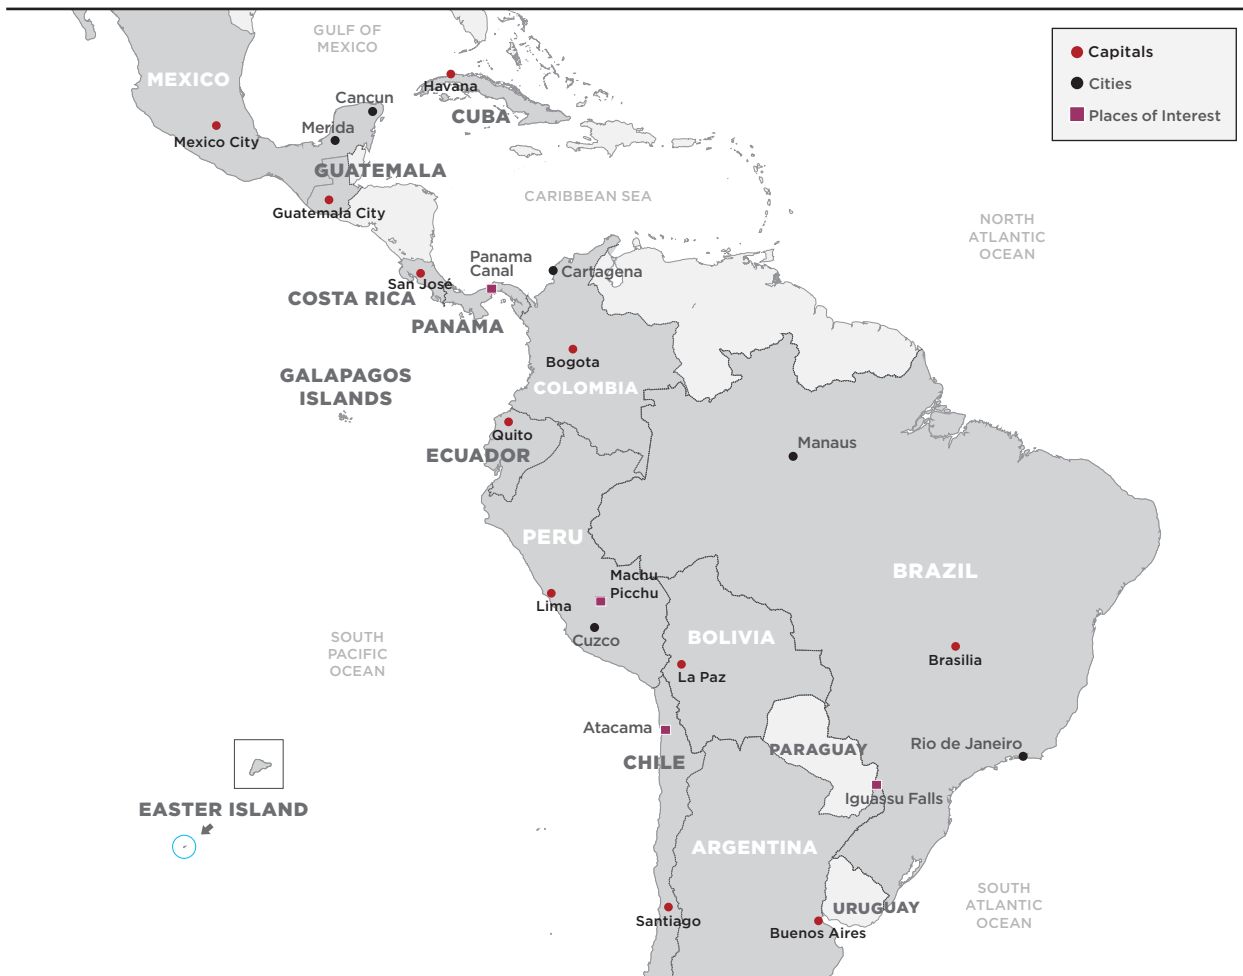 GULF OF
MEXICO
Capitals
Cities
Places of Interest
MEXICO
Havana
Cancun
CUBA
Merida
Mexico City
GUATEMALA
CARIBBEAN SEA
Guatemala City
NORTH
ATLANTIC
OCEAN
Panama
Canal
Cartagena
San José
COSTA RICA
PANAMA
Bogota
GALAPAGOS
ISLANDS
COLOMBIA
Quito
ECUADOR
Manaus
PERU
BRAZIL
Machu
Picchu
Lima
Cuzco
SOUTH
PACIFIC
OCEAN
BOLIVIA
Brasilia
La Paz
Atacama
CHILE
PARAGUAY
Rio de Janeiro
Iguassu Falls
EASTER ISLAND
ARGENTINA
SOUTH
ATLANTIC
OCEAN
URUGUAY
Santiago
Buenos Aires